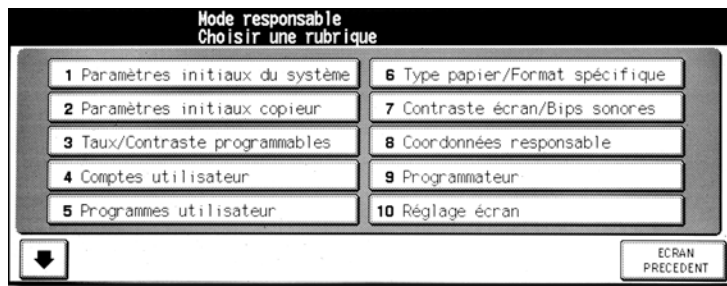 Mode responsable
Choisir une rubrique
1 Paramètres initiaux du système
2 Paramètres initiaux copieur
3 Taux/Contraste programmables
4 Comptes utilisateur
5 Programmes utilisateur
6 Type papier/Format spécifique
7 Contraste écran/Bips sonores
8 Coordonnées responsable
9 Programmateur
10 Réglage écran
ECRAN
PRECEDENT